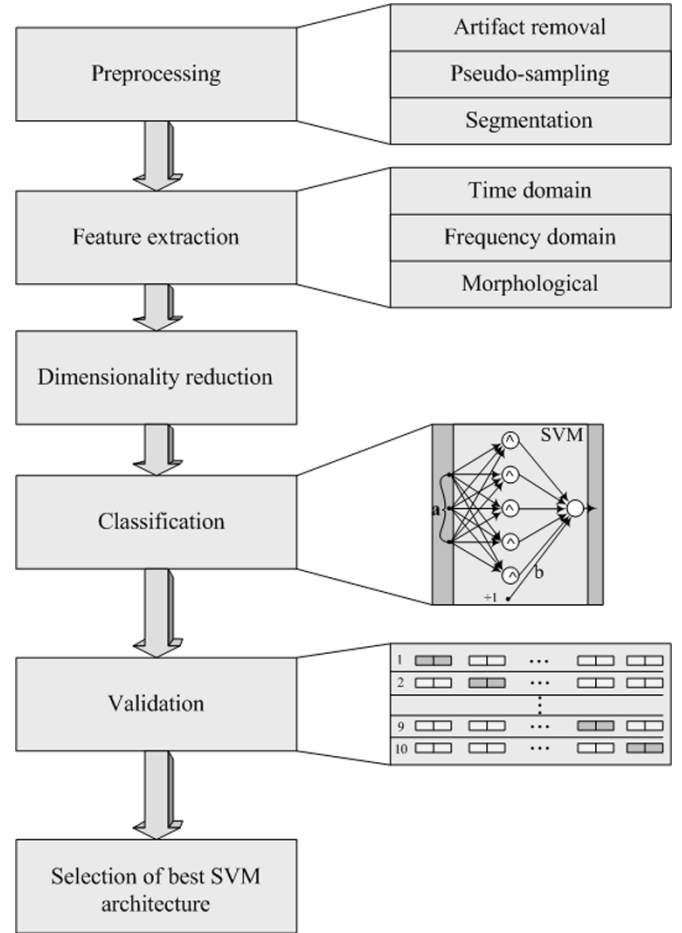 Preprocessing
Artifact removal
Pseudo-sampling
Segmentation
Feature extraction
Time domain
Frequency domain
Morphological
Dimensionality reduction
Classification
SVM
a
b
+1
Validation
1
...
2
...
9
...
10
...
Selection of best SVM
architecture